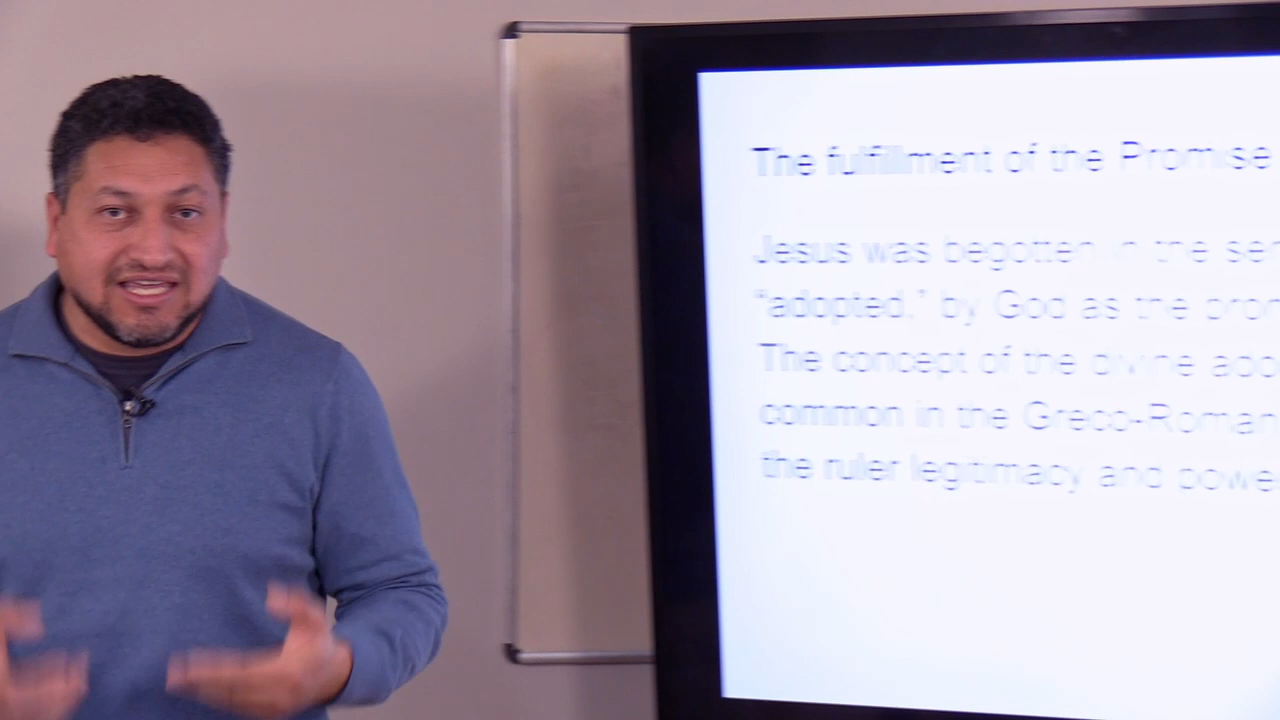 The fulfillment of the Promise
Jesus was begotten in the
"adopted." by God as the
The concept of the divine
common in the Greco-Roman
the ruler legitimacy and